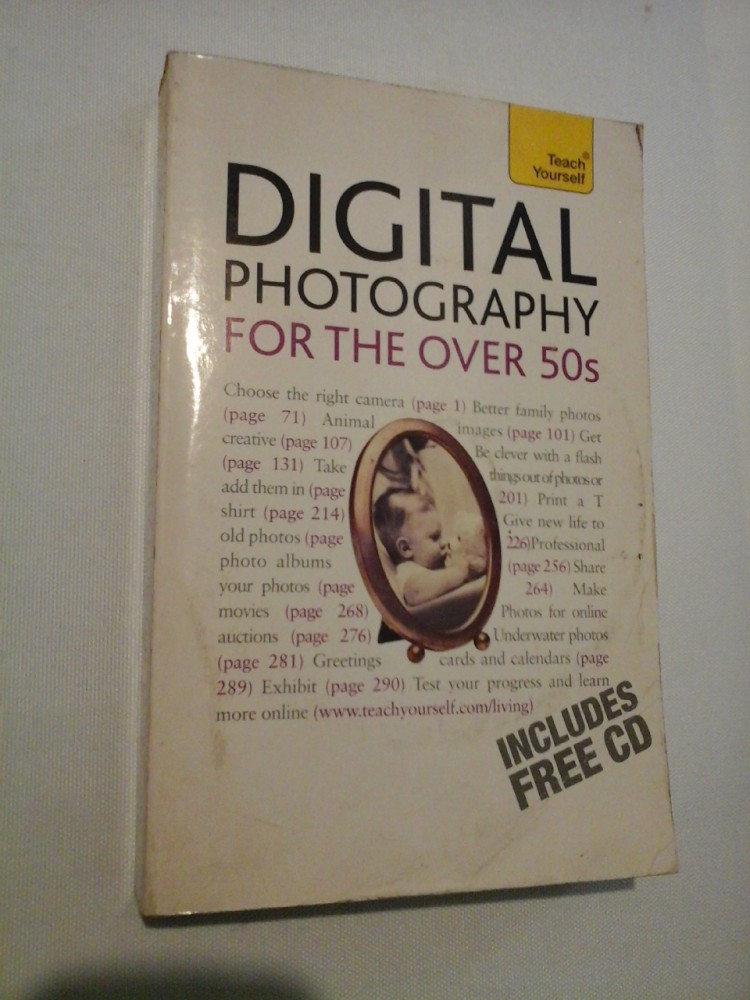 Teach®
Yourself
DIGITAL
PHOTOGRAPHY
FOR THE OVER 50s
Choose the right camera (page 1) Better family photos
(page 71) Animal images (page 101) Get
creative (page 107) Be clever with a flash
(page 131) Take things out of photos or
add them in (page 201) Print a T
shirt (page 214) Give new life to
old photos (page 226)Professional
photo albums (page 256) Share
your photos (page 264) Make
movies (page 268) Photos for online
auctions (page 276) Underwater photos
(page 281) Greetings cards and calendars (page
289) Exhibit (page 290) Test your progress and learn
more online (www.teachyourself.com/living)
INCLUDES
FREE CD